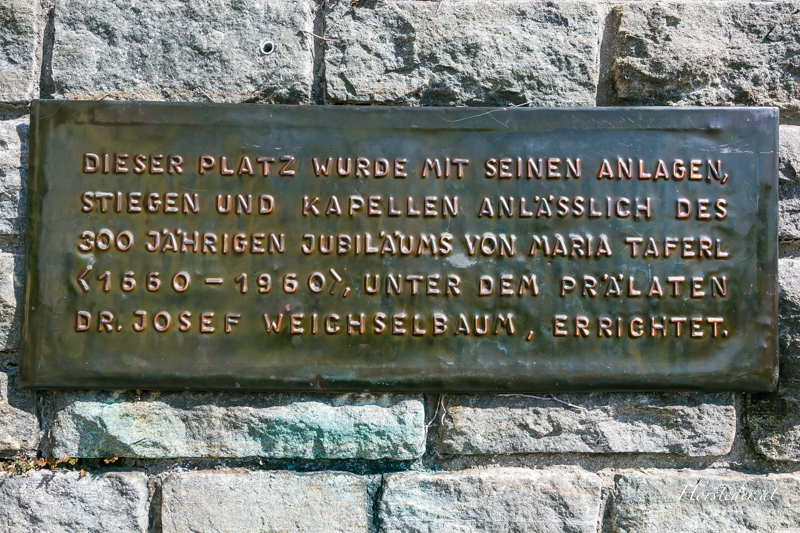 DIESER PLATZ WURDE MIT SEINEN ANLAGEN,
STIEGEN UND KAPELLEN ANLÄSSLICH DES
300 JÄHRIGEN JUBILÄUMS VON MARIA TAFERL
<1660 - 1960>, UNTER DEM PRÄLATEN
DR. JOSEF WEICHSELBAUM, ERRICHTET.